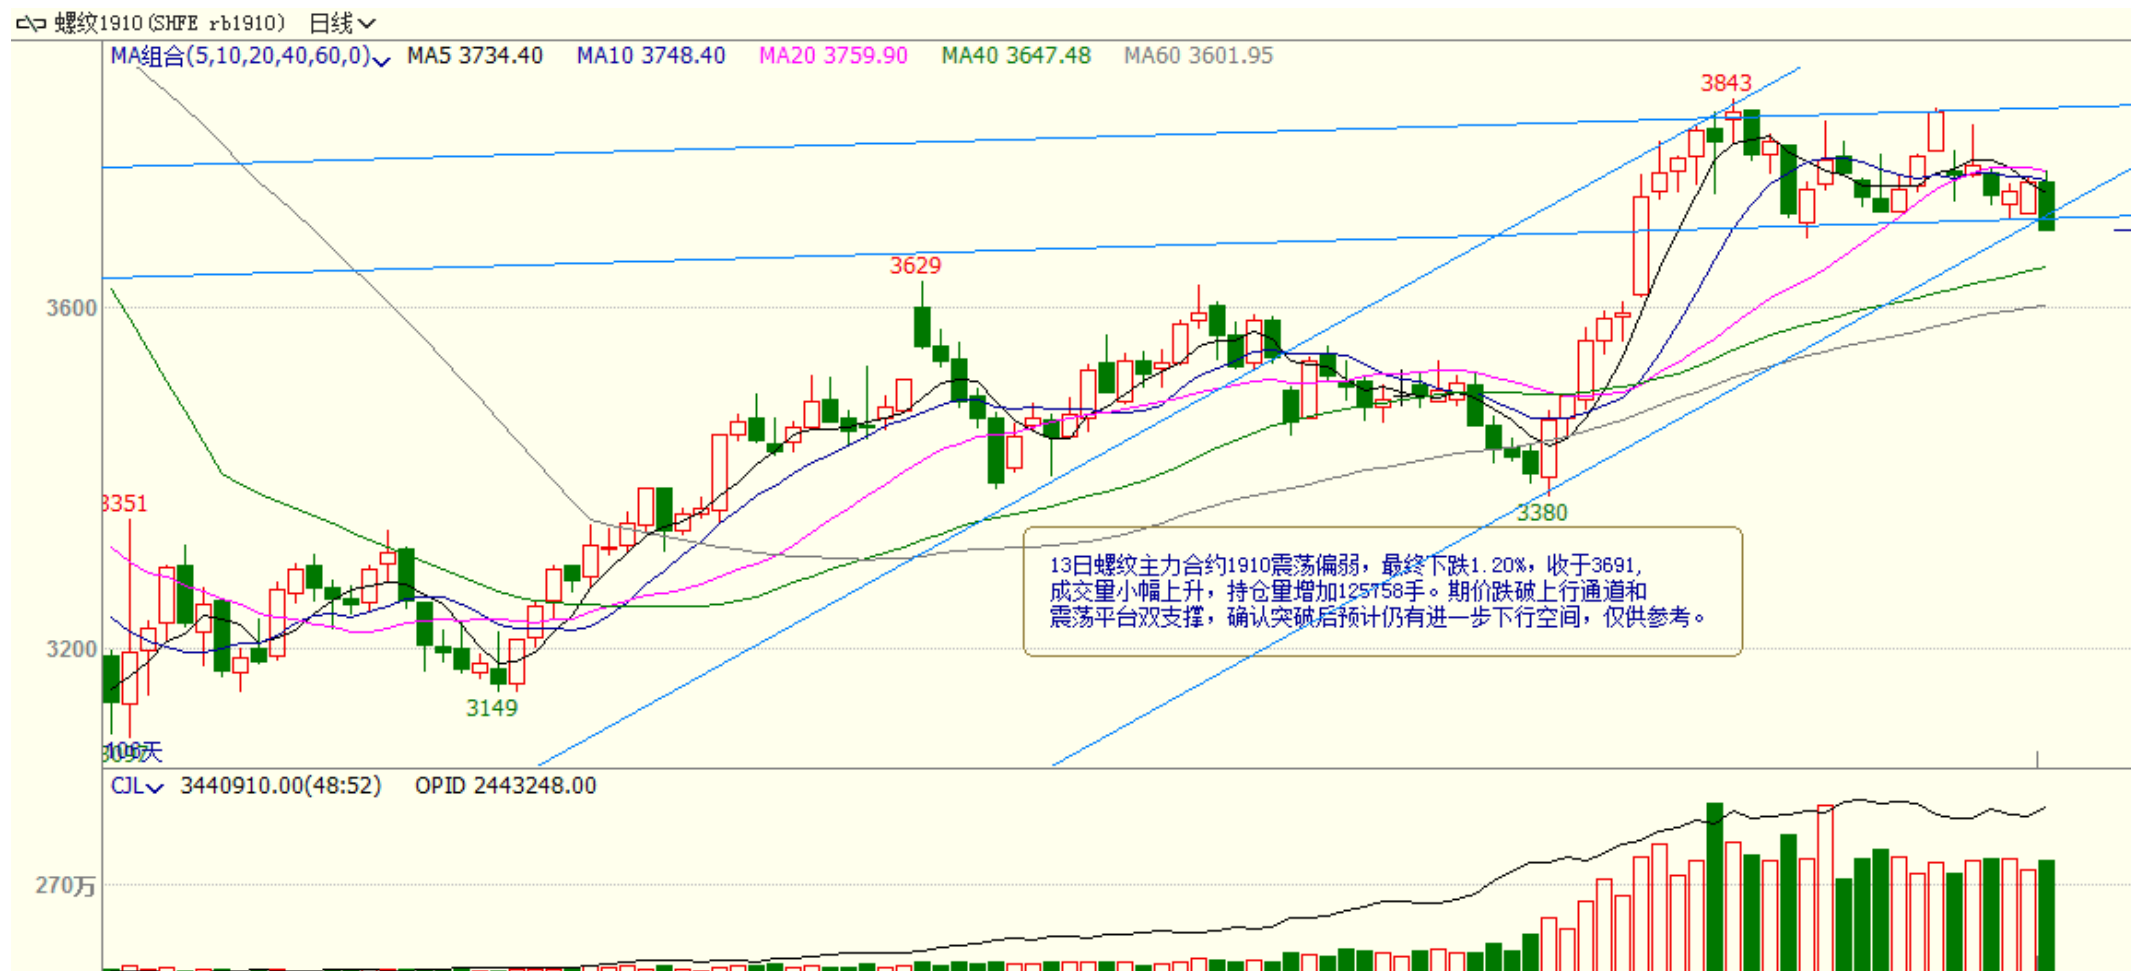 螺纹1910(SHFE rb1910) 日线
MA组合(5,10,20,40,60,0) MA5 3734.40 MA10 3748.40 MA20 3759.90 MA40 3647.48 MA60 3601.95
3843
3629
3600
3351
3380
13日螺纹主力合约1910震荡偏弱，最终下跌1.20%，收于3691，
成交量小幅上升，持仓量增加125758手。期价跌破上行通道和
震荡平台双支撑，确认突破后预计仍有进一步下行空间，仅供参考。
3200
3149
CJL 3440910.00(48:52) OPID 2443248.00
270万